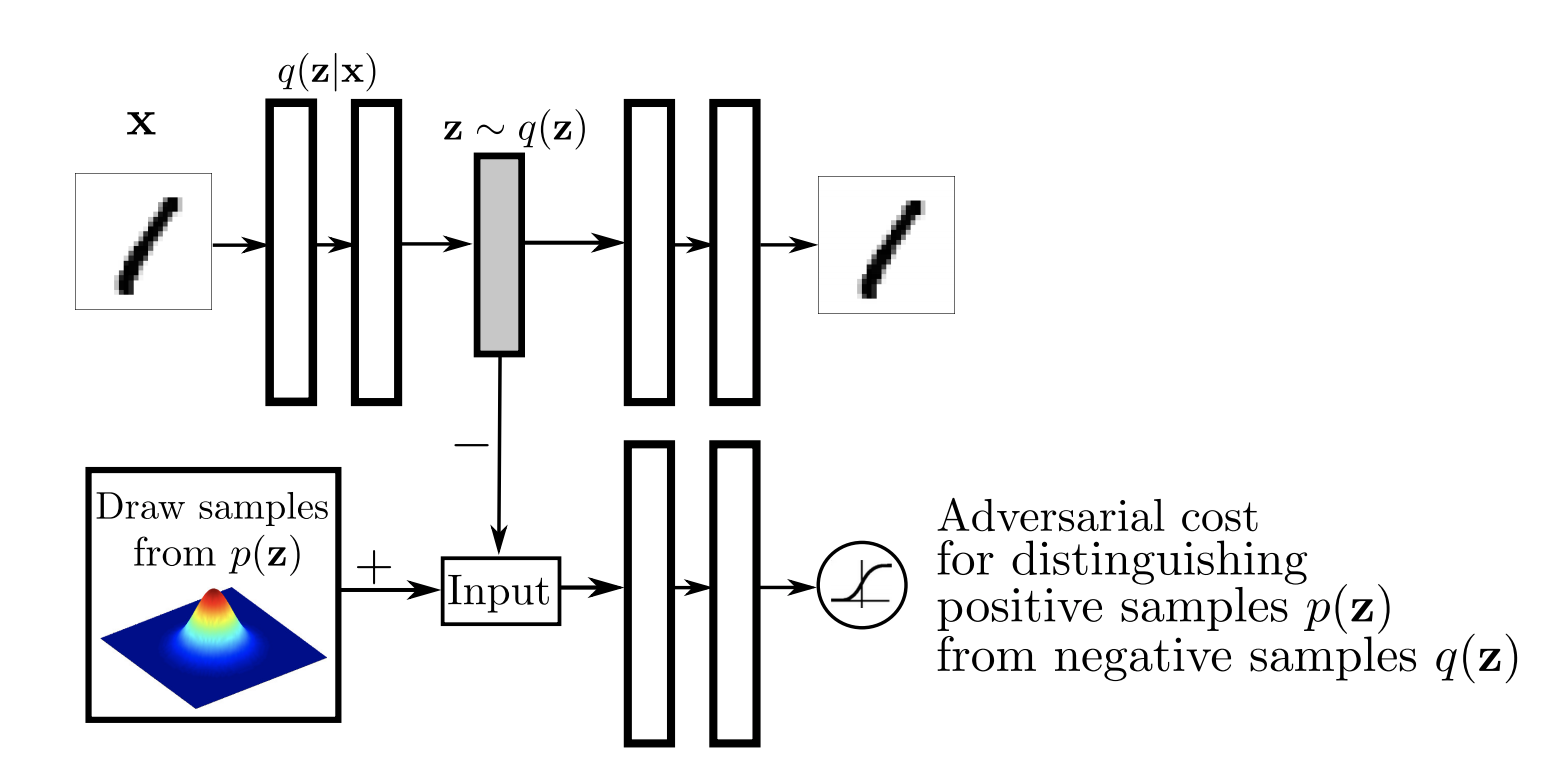 q(z|x)
x
z ∼ q(z)
−
Draw samples
from p(z)
+
Input
Adversarial cost
for distinguishing
positive samples p(z)
from negative samples q(z)